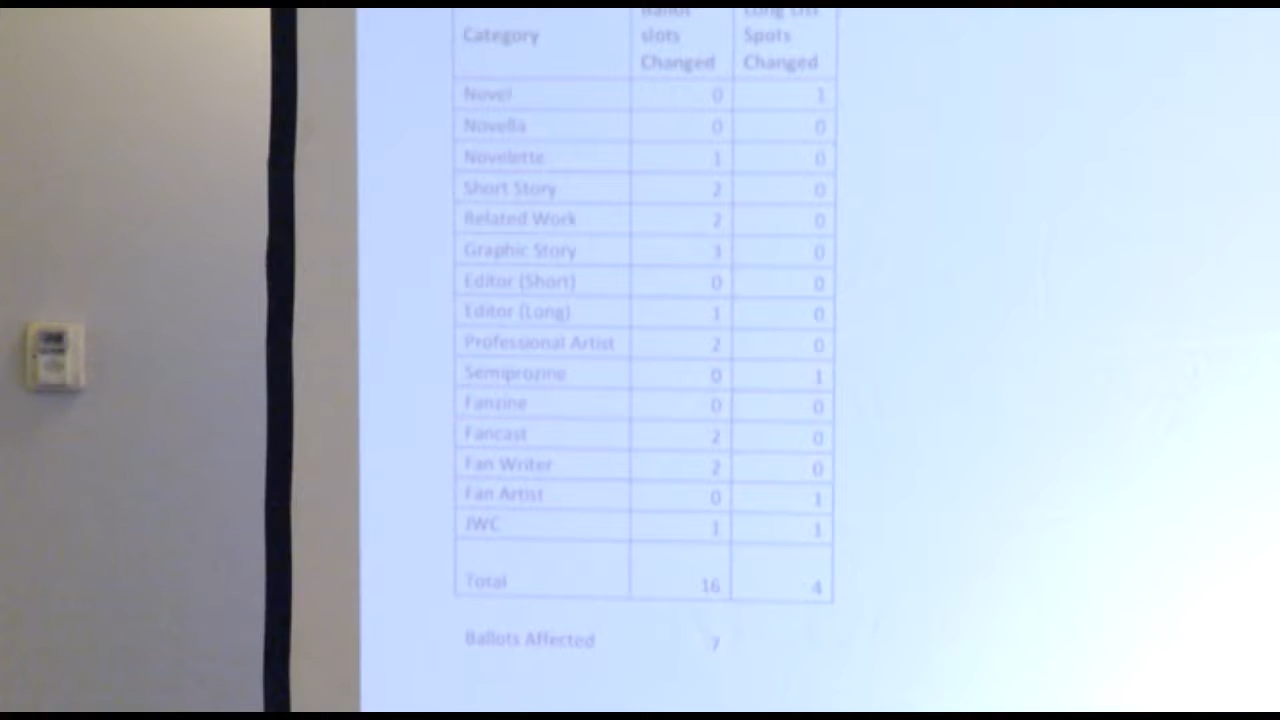 Ballot Long List
Category slots Spots
Changed Changed
Novel 0 1
Novella 0 0
Novelette 1 0
Short Story 2 0
Related Work 2 0
Graphic Story 3 0
Editor (Short) 0 0
Editor (Long) 1 0
Professional Artist 2 0
Semiprozine 0 1
Fanzine 0 0
Fancast 2 0
Fan Writer 2 0
Fan Artist 0 1
JWC 1 1
Total 16 4
Ballots Affected 7